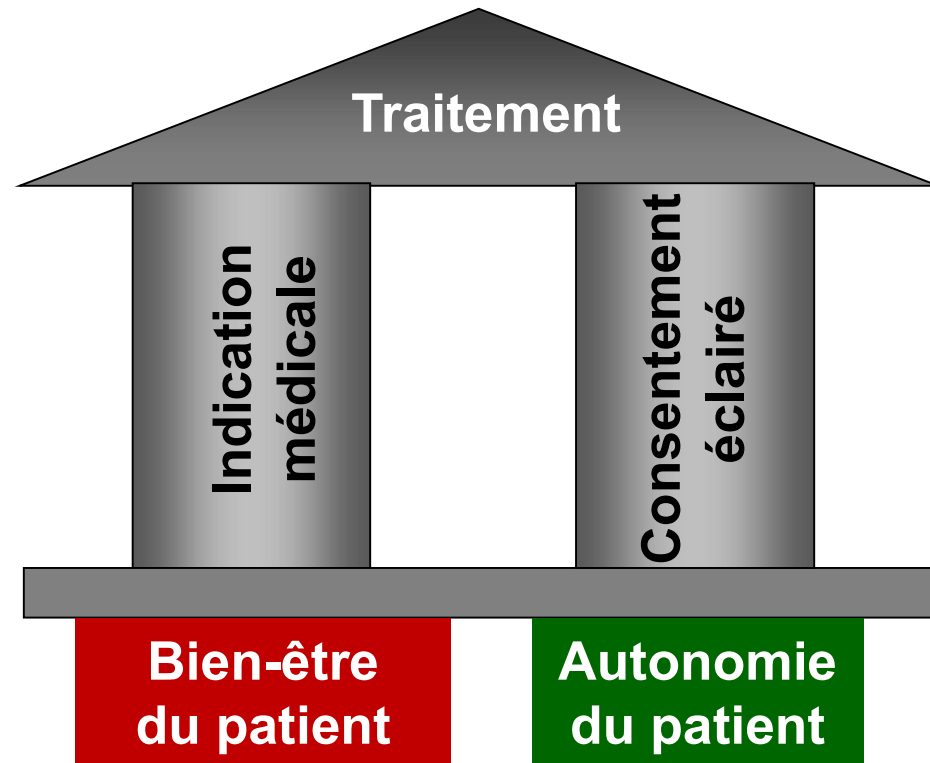 Traitement
Indication
médicale
Consentement
éclairé
Bien-être
du patient
Autonomie
du patient